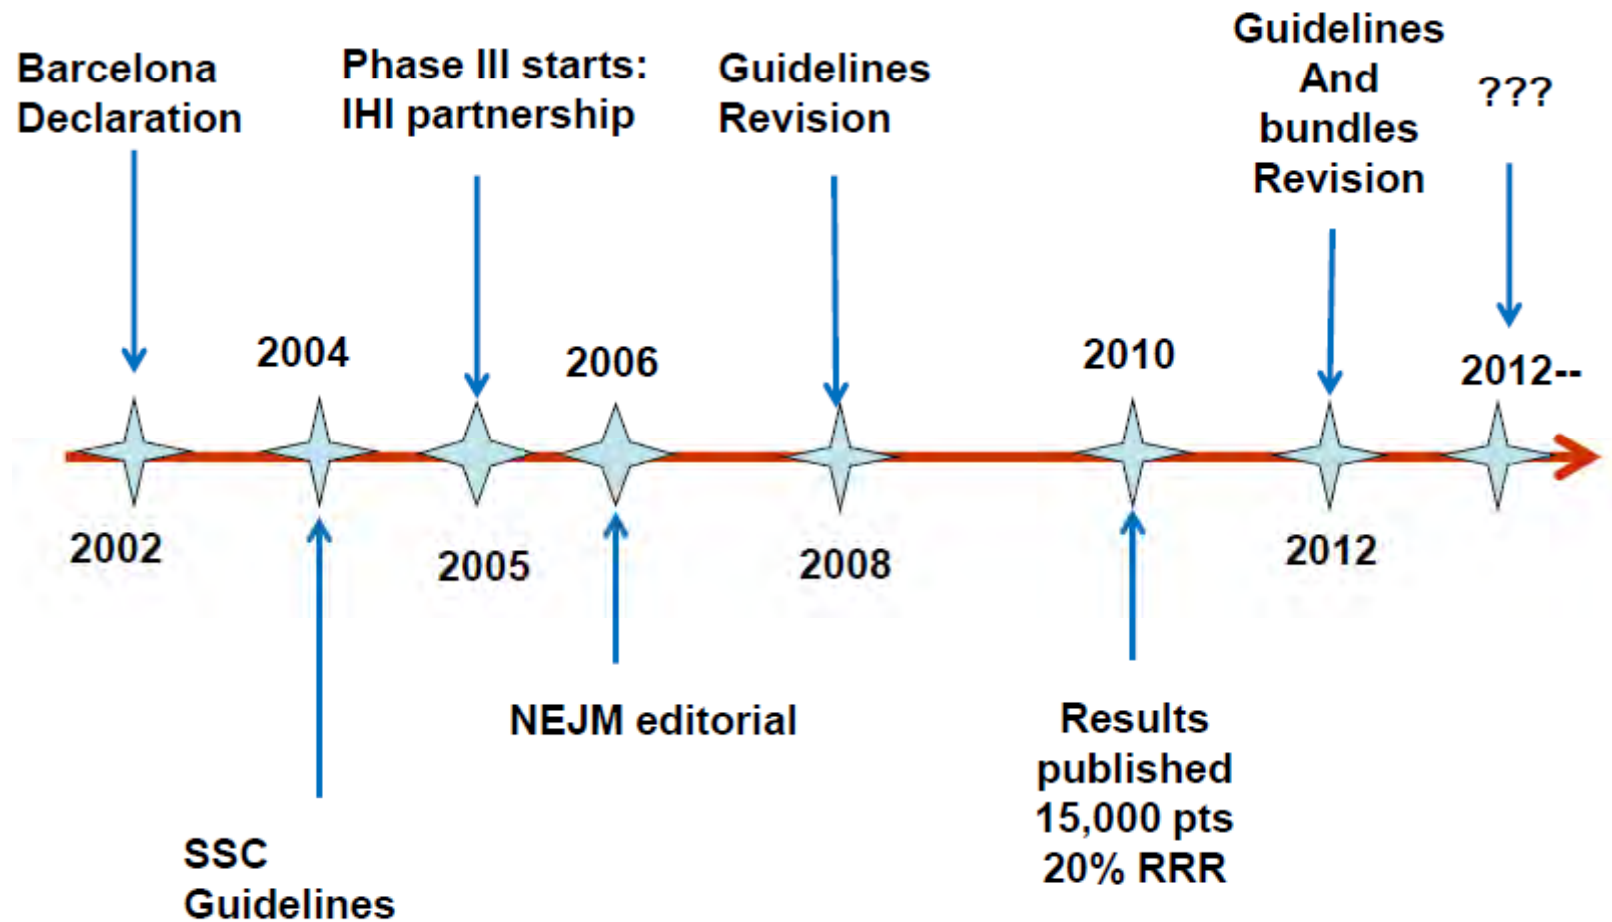 Barcelona
Declaration
Phase III starts:
IHI partnership
Guidelines
Revision
Guidelines
And
bundles
Revision
???
2004
2006
2010
2012--
2002
2005
2008
2012
NEJM editorial
Results
published
15,000 pts
20% RRR
SSC
Guidelines